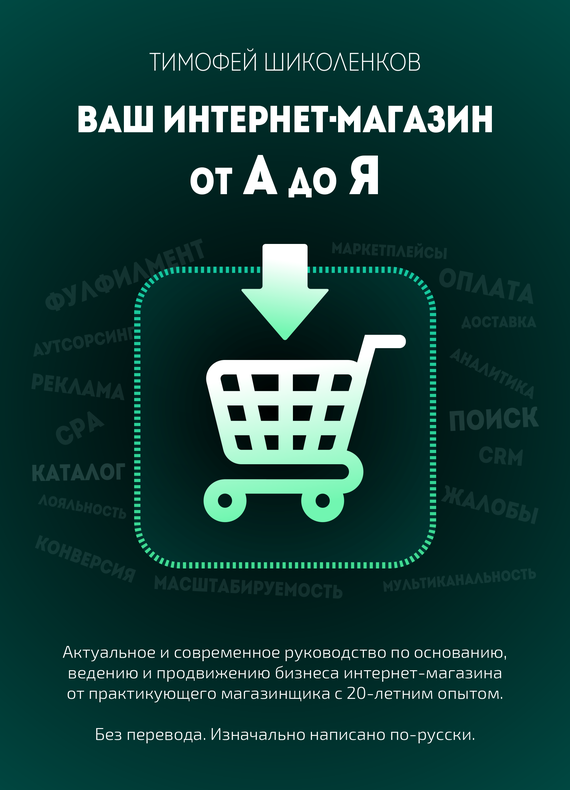 ТИМОФЕЙ ШИКОЛЕНКОВ
ВАШ ИНТЕРНЕТ-МАГАЗИН
от А до Я
ФУЛФИЛМЕНТ
МАРКЕТПЛЕЙСЫ
ОПЛАТА
АУТСОРСИНГ
ДОСТАВКА
РЕКЛАМА
АНАЛИТИКА
CPA
ПОИСК
КАТАЛОГ
CRM
ЛОЯЛЬНОСТЬ
ЖАЛОБЫ
КОНВЕРСИЯ
МАСШТАБИРУЕМОСТЬ
МУЛЬТИКАНАЛЬНОСТЬ
Актуальное и современное руководство по основанию,
ведению и продвижению бизнеса интернет-магазина
от практикующего магазинщика с 20-летним опытом.
Без перевода. Изначально написано по-русски.